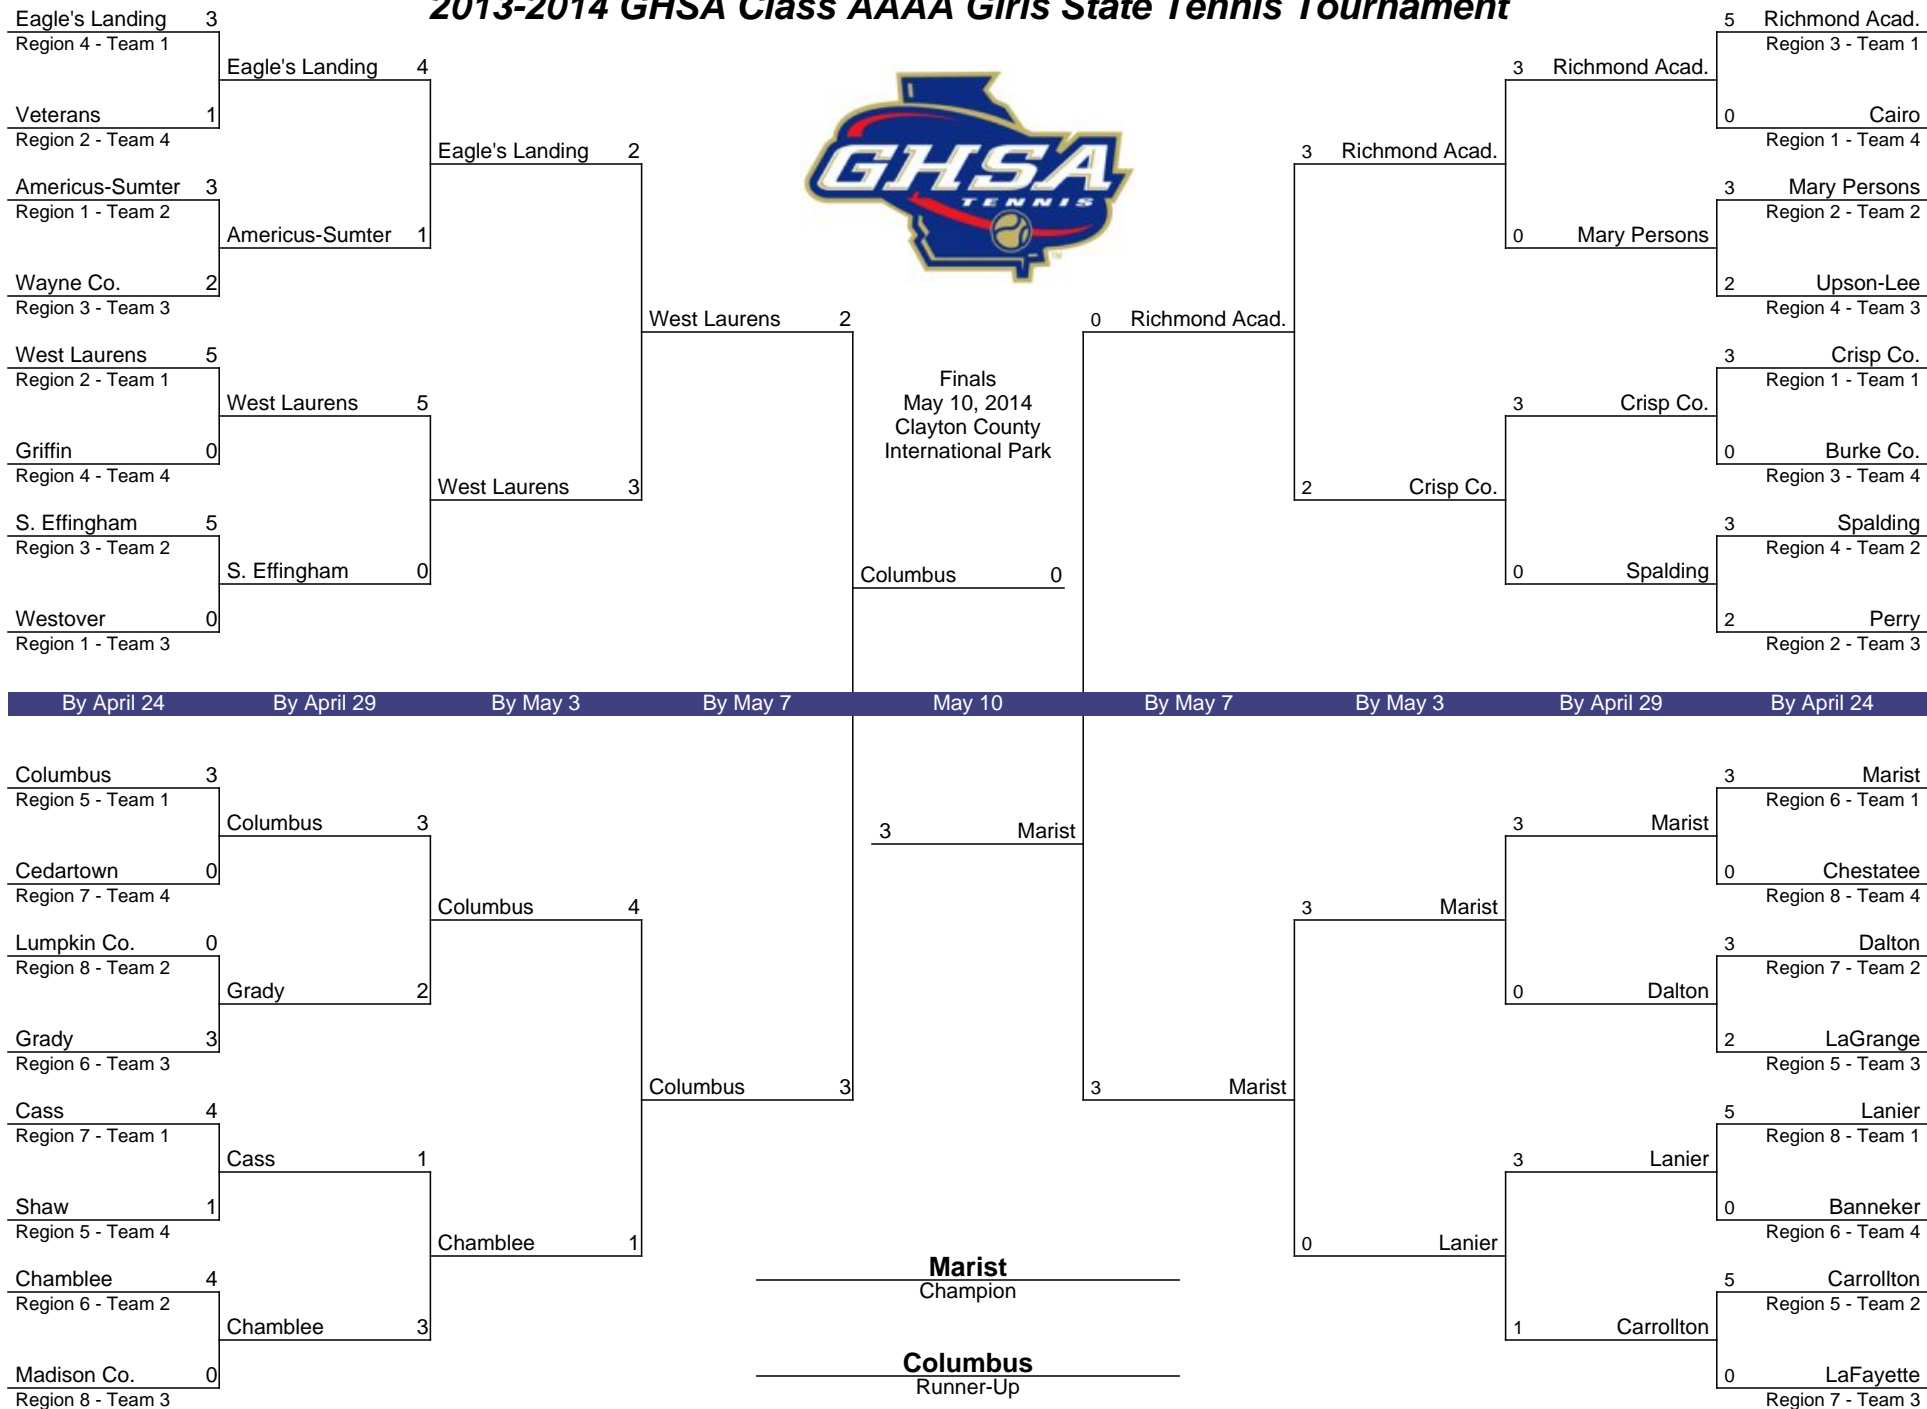 2013-2014 GHSA Class AAAA Girls State Tennis Tournament
Eagle's Landing 3
Region 4 - Team 1
Eagle's Landing 4
Veterans 1
Region 2 - Team 4
Eagle's Landing 2
Americus-Sumter 3
Region 1 - Team 2
Americus-Sumter 1
Wayne Co. 2
Region 3 - Team 3
West Laurens 2
West Laurens 5
Region 2 - Team 1
West Laurens 5
Griffin 0
Region 4 - Team 4
West Laurens 3
S. Effingham 5
Region 3 - Team 2
S. Effingham 0
Westover 0
Region 1 - Team 3
GHSA
TENNIS
TM
Finals
May 10, 2014
Clayton County
International Park
Columbus 0
5 Richmond Acad.
Region 3 - Team 1
3 Richmond Acad.
0 Cairo
Region 1 - Team 4
3 Richmond Acad.
3 Mary Persons
Region 2 - Team 2
0 Mary Persons
2 Upson-Lee
Region 4 - Team 3
0 Richmond Acad.
3 Crisp Co.
Region 1 - Team 1
3 Crisp Co.
0 Burke Co.
Region 3 - Team 4
2 Crisp Co.
3 Spalding
Region 4 - Team 2
0 Spalding
2 Perry
Region 2 - Team 3
By April 24 By April 29 By May 3 By May 7 May 10 By May 7 By May 3 By April 29 By April 24
Columbus 3
Region 5 - Team 1
Columbus 3
Cedartown 0
Region 7 - Team 4
Columbus 4
Lumpkin Co. 0
Region 8 - Team 2
Grady 2
Grady 3
Region 6 - Team 3
Columbus 3
Cass 4
Region 7 - Team 1
Cass 1
Shaw 1
Region 5 - Team 4
Chamblee 1
Chamblee 4
Region 6 - Team 2
Chamblee 3
Madison Co. 0
Region 8 - Team 3
3 Marist
Marist
Champion
Columbus
Runner-Up
3 Marist
Region 6 - Team 1
3 Marist
0 Chestatee
Region 8 - Team 4
3 Marist
3 Dalton
Region 7 - Team 2
0 Dalton
2 LaGrange
Region 5 - Team 3
3 Marist
5 Lanier
Region 8 - Team 1
3 Lanier
0 Banneker
Region 6 - Team 4
0 Lanier
5 Carrollton
Region 5 - Team 2
1 Carrollton
0 LaFayette
Region 7 - Team 3